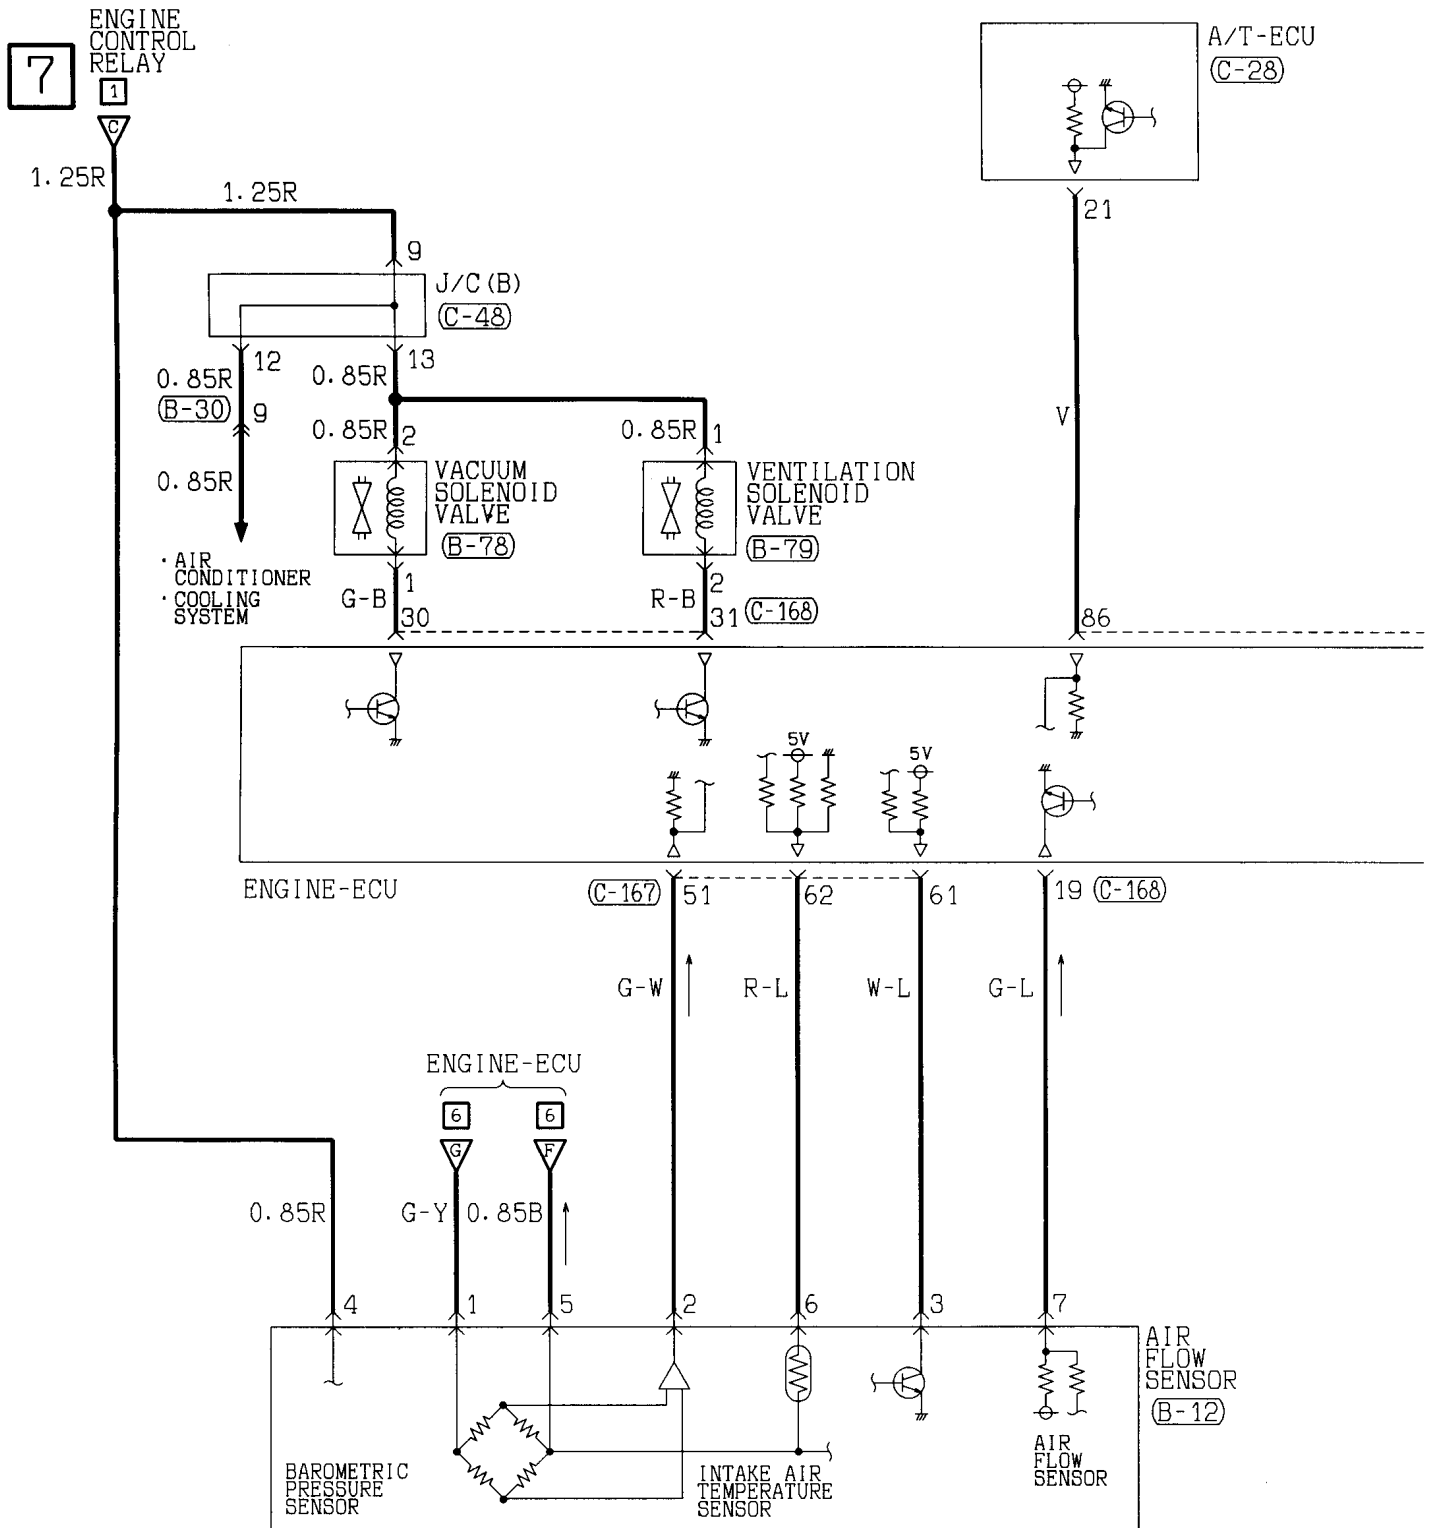 7
ENGINE
CONTROL
RELAY
1
C
1.25R
1.25R
A/T-ECU
C-28
21
9
J/C(B)
C-48
12
13
0.85R
0.85R
B-30
9
0.85R
2
0.85R
1
0.85R
V
VACUUM
SOLENOID
VALVE
B-78
VENTILATION
SOLENOID
VALVE
B-79
· AIR
CONDITIONER
· COOLING
SYSTEM
1
G-B
30
2
R-B
31
C-168
86
5V
5V
ENGINE-ECU
C-167
51
62
61
19
C-168
G-W
R-L
W-L
G-L
ENGINE-ECU
6
6
G
F
0.85R
G-Y
0.85B
4
1
5
2
6
3
7
AIR
FLOW
SENSOR
B-12
BAROMETRIC
PRESSURE
SENSOR
INTAKE AIR
TEMPERATURE
SENSOR
AIR
FLOW
SENSOR